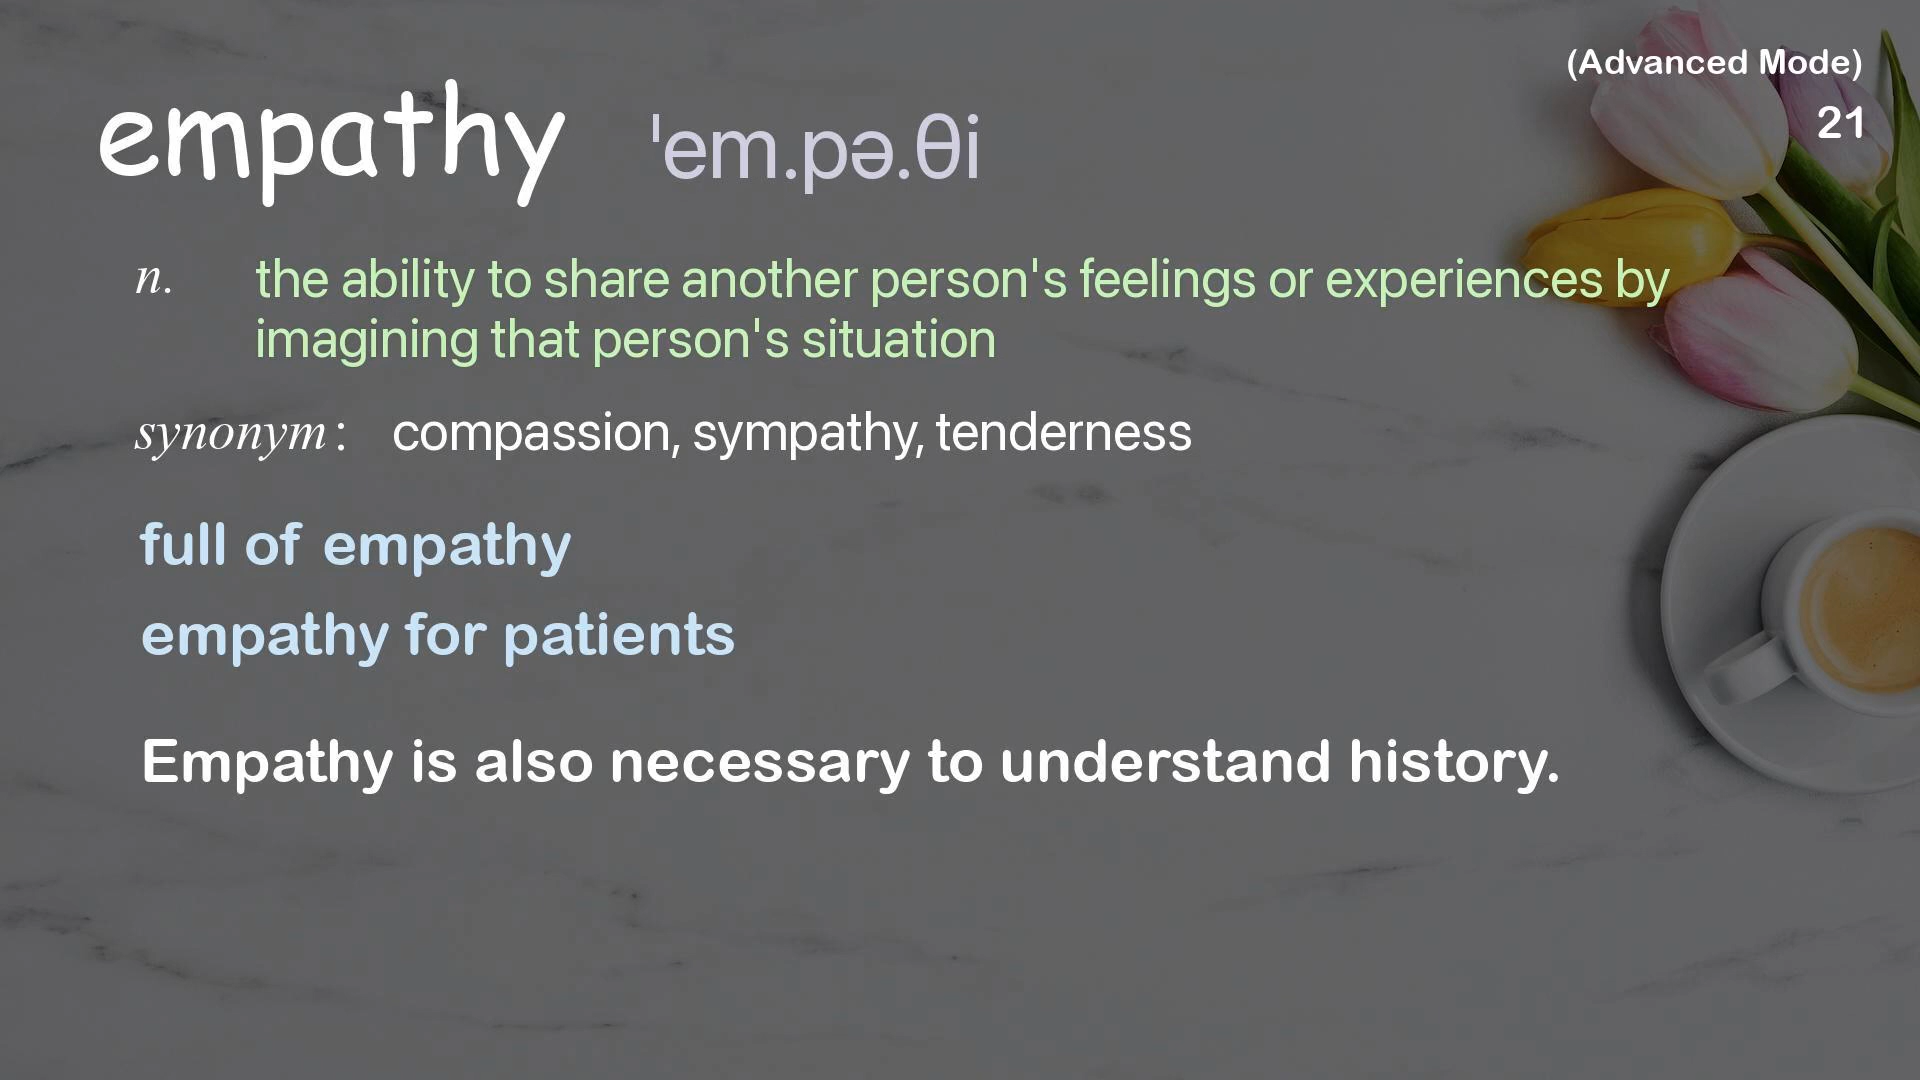 (Advanced Mode)
21
empathy ˈem.pə.θi
n. the ability to share another person's feelings or experiences by
imagining that person's situation
synonym: compassion, sympathy, tenderness
full of empathy
empathy for patients
Empathy is also necessary to understand history.